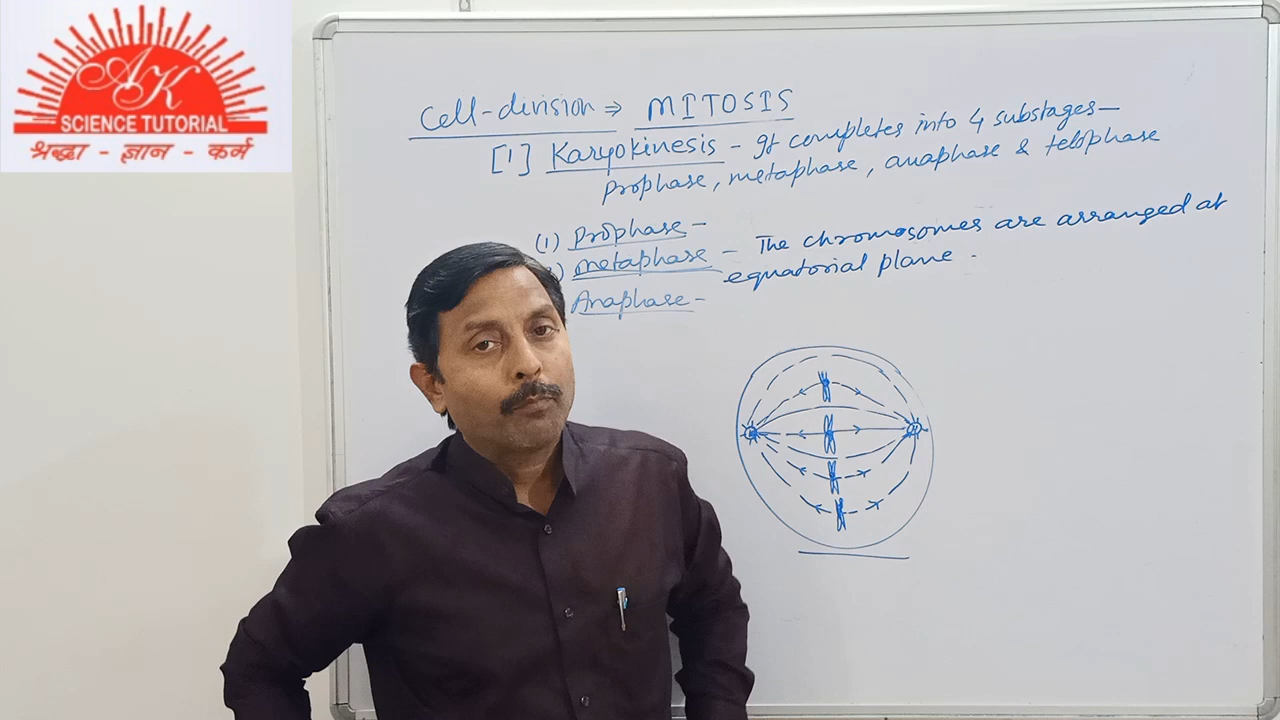 AK
SCIENCE TUTORIAL
श्रद्धा - ज्ञान - कर्म
Cell-division ⇒ MITOSIS
[1] Karyokinesis - It completes into 4 substages-
Prophase, metaphase, anaphase & telophase
(1) Prophase -
) metaphase - The chromosomes are arranged at
equatorial plane.
Anaphase -